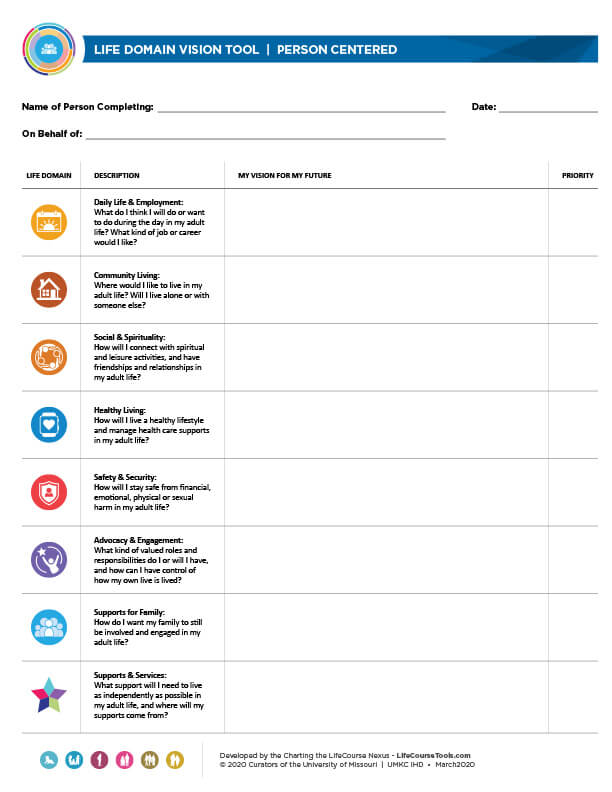 LIFE DOMAIN VISION TOOL | PERSON CENTERED
Name of Person Completing:
Date:
On Behalf of:
LIFE DOMAIN
DESCRIPTION
MY VISION FOR MY FUTURE
PRIORITY
Daily Life & Employment:
What do I think I will do or want
to do during the day in my adult
life? What kind of job or career
would I like?
Community Living:
Where would I like to live in my
adult life? Will I live alone or with
someone else?
Social & Spirituality:
How will I connect with spiritual
and leisure activities, and have
friendships and relationships in
my adult life?
Healthy Living:
How will I live a healthy lifestyle
and manage health care supports
in my adult life?
Safety & Security:
How will I stay safe from financial,
emotional, physical or sexual
harm in my adult life?
Advocacy & Engagement:
What kind of valued roles and
responsibilities do I or will I have,
and how can I have control of
how my own live is lived?
Supports for Family:
How do I want my family to still
be involved and engaged in my
adult life?
Supports & Services:
What support will I need to live
as independently as possible in
my adult life, and where will my
supports come from?
Developed by the Charting the LifeCourse Nexus - LifeCourseTools.com
© 2020 Curators of the University of Missouri | UMKC IHD • March2020